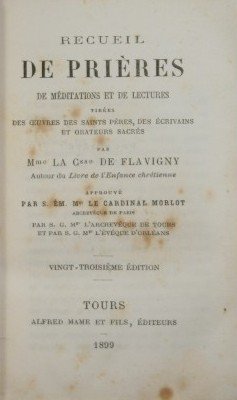 RECUEIL
DE PRIÈRES
DE MÉDITATIONS ET DE LECTURES
TIRÉES
DES ŒUVRES DES SAINTS PÈRES, DES ÉCRIVAINS
ET ORATEURS SACRÉS
PAR
Mme LA Csse DE FLAVIGNY
Autour du Livre de l'Enfance chrétienne
APPROUVÉ
PAR S. ÉM. Mgr LE CARDINAL MORLOT
ARCHEVÊQUE DE PARIS
PAR S. G. Mgr L'ARCHEVÊQUE DE TOURS
ET PAR S. G. Mgr L'ÉVÊQUE D'ORLÉANS
VINGT-TROISIÈME ÉDITION
TOURS
ALFRED MAME ET FILS, ÉDITEURS
1899